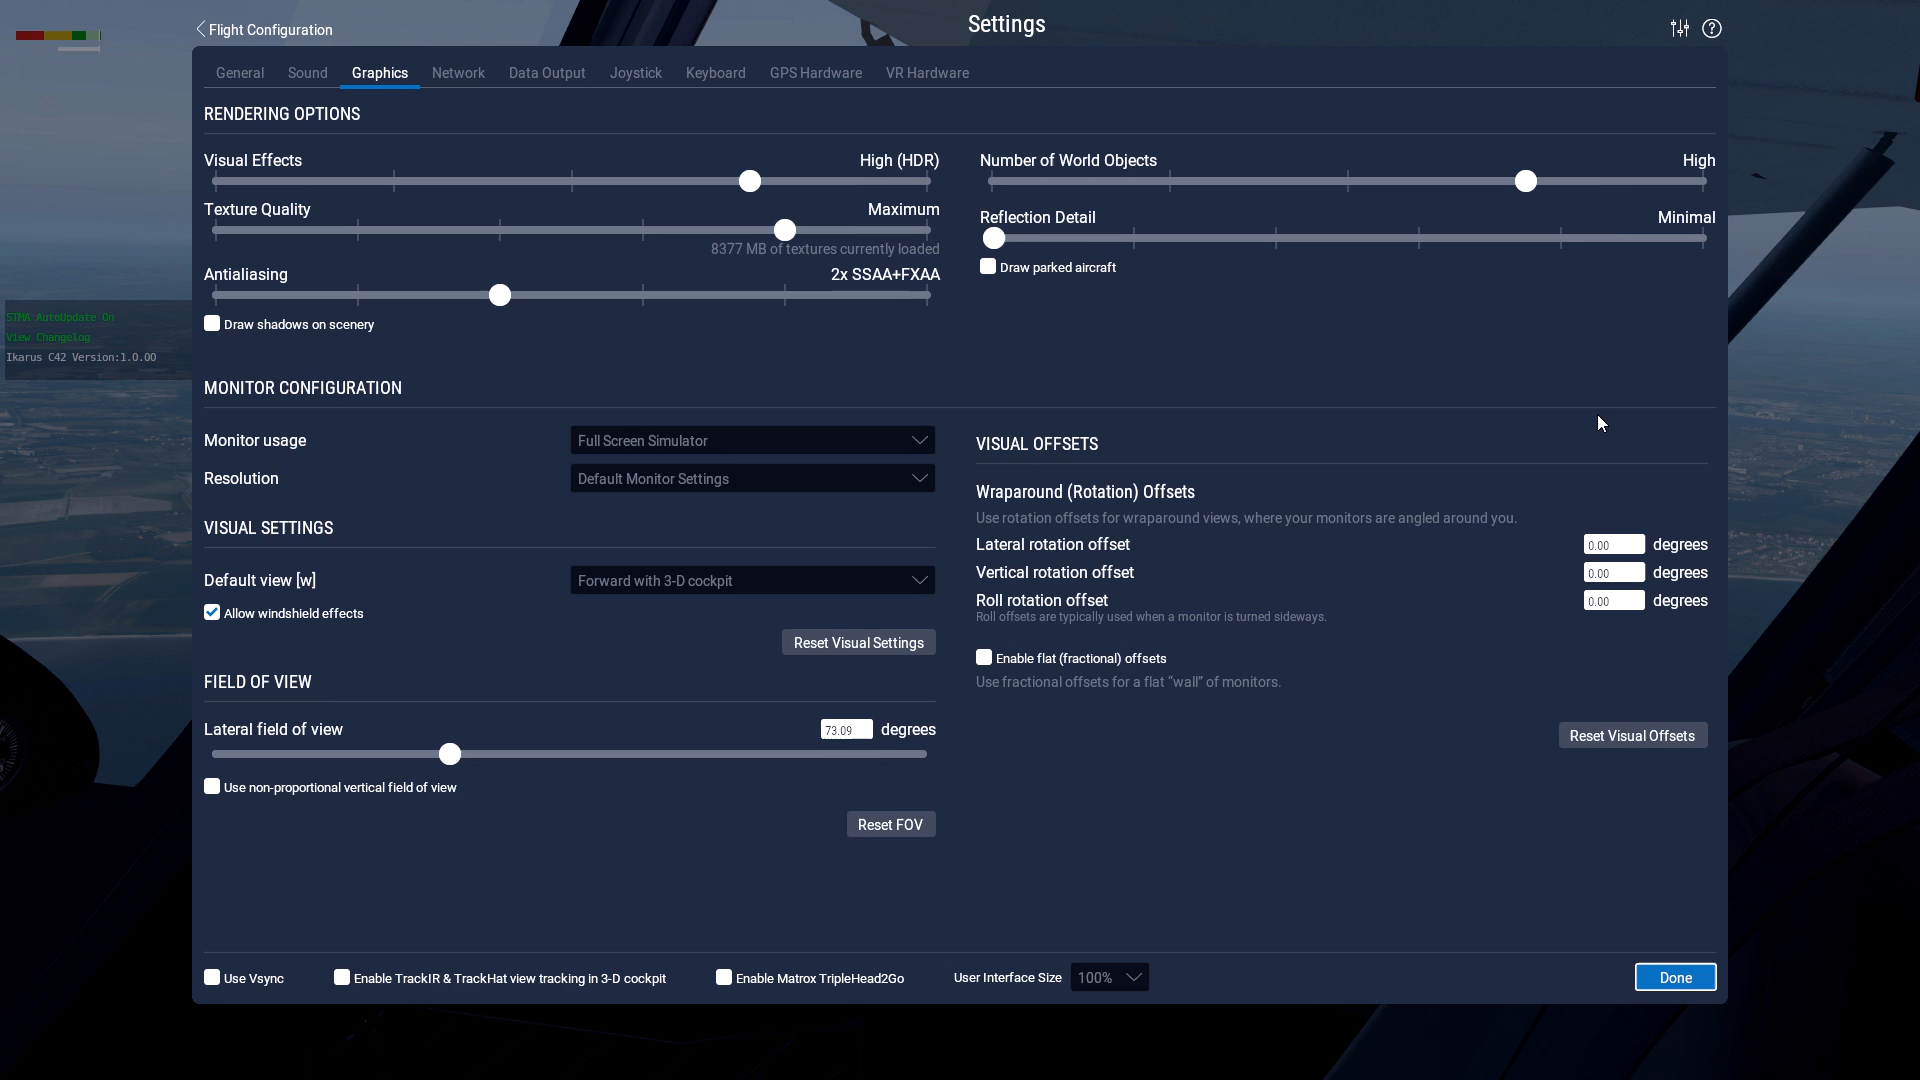 Flight Configuration
Settings
General Sound Graphics Network Data Output Joystick Keyboard GPS Hardware VR Hardware
RENDERING OPTIONS
Visual Effects High (HDR)
Texture Quality Maximum
8377 MB of textures currently loaded
Antialiasing 2x SSAA+FXAA
Draw shadows on scenery
Number of World Objects High
Reflection Detail Minimal
Draw parked aircraft
STMA AutoUpdate On
View Changelog
Ikarus C42 Version:1.0.00
MONITOR CONFIGURATION
Monitor usage Full Screen Simulator
Resolution Default Monitor Settings
VISUAL SETTINGS
Default view [w] Forward with 3-D cockpit
Allow windshield effects
Reset Visual Settings
FIELD OF VIEW
Lateral field of view 73.09 degrees
Use non-proportional vertical field of view
Reset FOV
VISUAL OFFSETS
Wraparound (Rotation) Offsets
Use rotation offsets for wraparound views, where your monitors are angled around you.
Lateral rotation offset 0.00 degrees
Vertical rotation offset 0.00 degrees
Roll rotation offset 0.00 degrees
Roll offsets are typically used when a monitor is turned sideways.
Enable flat (fractional) offsets
Use fractional offsets for a flat “wall” of monitors.
Reset Visual Offsets
Use Vsync Enable TrackIR & TrackHat view tracking in 3-D cockpit Enable Matrox TripleHead2Go User Interface Size 100% Done